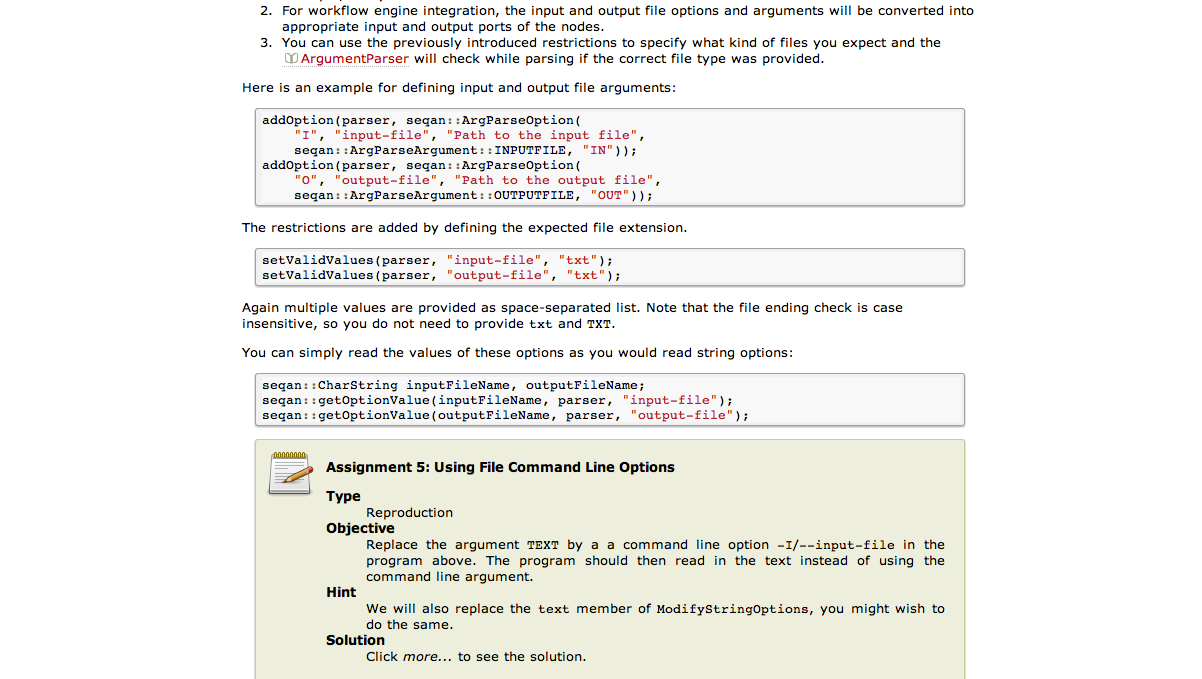 2. For workflow engine integration, the input and output file options and arguments will be converted into
appropriate input and output ports of the nodes.
3. You can use the previously introduced restrictions to specify what kind of files you expect and the
ArgumentParser will check while parsing if the correct file type was provided.
Here is an example for defining input and output file arguments:
addOption(parser, seqan::ArgParseOption(
"I", "input-file", "Path to the input file",
seqan::ArgParseArgument::INPUTFILE, "IN"));
addOption(parser, seqan::ArgParseOption(
"O", "output-file", "Path to the output file",
seqan::ArgParseArgument::OUTPUTFILE, "OUT"));
The restrictions are added by defining the expected file extension.
setValidValues(parser, "input-file", "txt");
setValidValues(parser, "output-file", "txt");
Again multiple values are provided as space-separated list. Note that the file ending check is case
insensitive, so you do not need to provide txt and TXT.
You can simply read the values of these options as you would read string options:
seqan::CharString inputFileName, outputFileName;
seqan::getOptionValue(inputFileName, parser, "input-file");
seqan::getOptionValue(outputFileName, parser, "output-file");
Assignment 5: Using File Command Line Options
Type
Reproduction
Objective
Replace the argument TEXT by a a command line option -I/--input-file in the
program above. The program should then read in the text instead of using the
command line argument.
Hint
We will also replace the text member of ModifyStringOptions, you might wish to
do the same.
Solution
Click more... to see the solution.